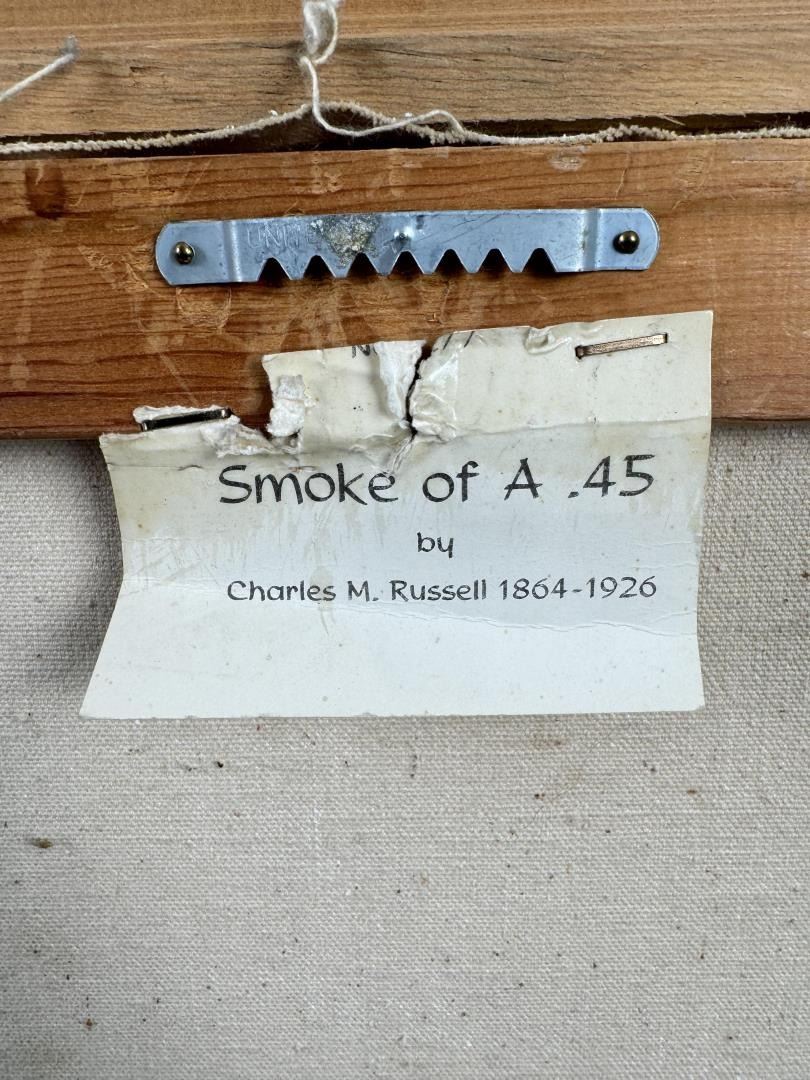 Smoke of A .45
by
Charles M. Russell 1864-1926